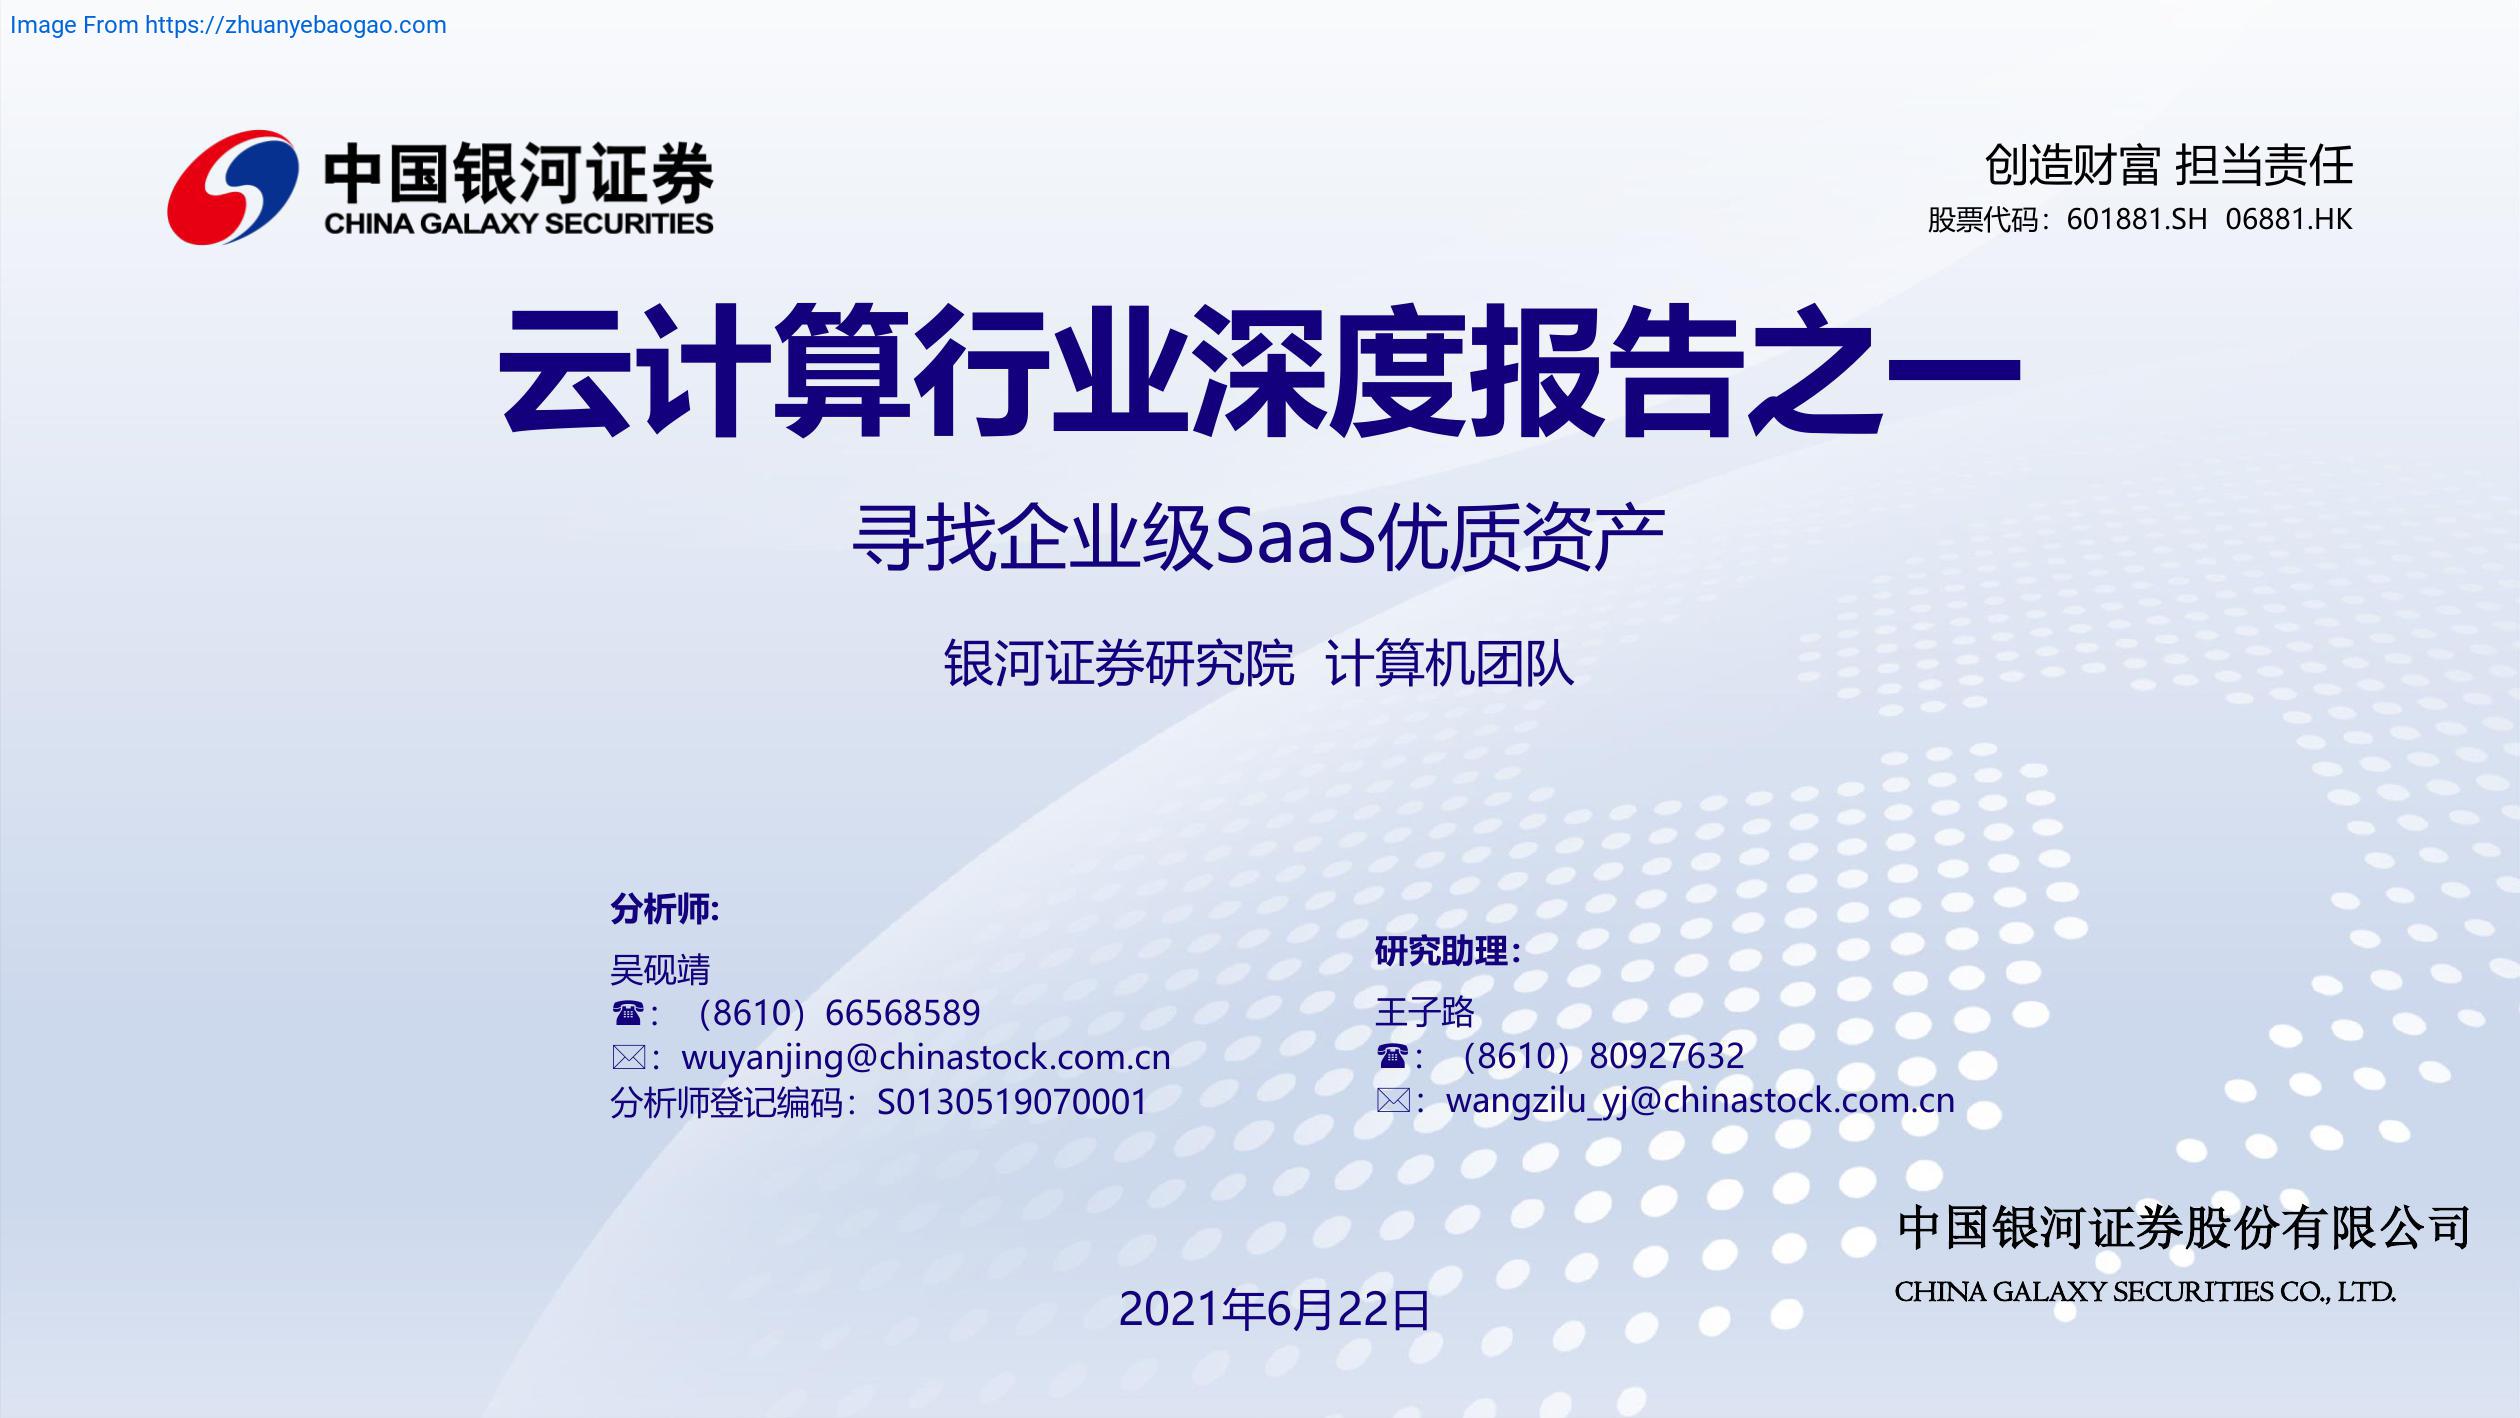 Image From https://zhuanyebaogao.com
中国银河证券
CHINA GALAXY SECURITIES
创造财富 担当责任
股票代码：601881.SH 06881.HK
云计算行业深度报告之一
寻找企业级SaaS优质资产
银河证券研究院 计算机团队
分析师:
吴砚靖
☎：（8610）66568589
✉：wuyanjing@chinastock.com.cn
分析师登记编码：S0130519070001
研究助理：
王子路
☎：（8610）80927632
✉：wangzilu_yj@chinastock.com.cn
中国银河证券股份有限公司
CHINA GALAXY SECURITIES CO., LTD.
2021年6月22日